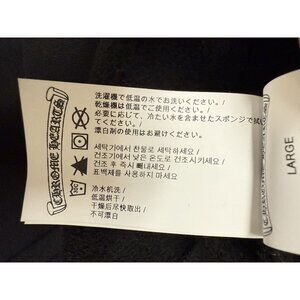 CHROME HEARTS
洗濯機で低温の水でお洗いください。/
乾燥機は低温でご使用ください。/
必要に応じて、冷たい水を含ませたスポンジで拭
てください。/
漂白剤の使用はお避けください。
세탁기에서 찬물로 세탁하세요 /
건조기에서 낮은 온도로 건조시키세요 /
건조 후 즉시 빼내세요 /
표백제를 사용하지 마세요
冷水机洗 /
低温烘干 /
干燥后尽快取出 /
不可漂白
LARGE